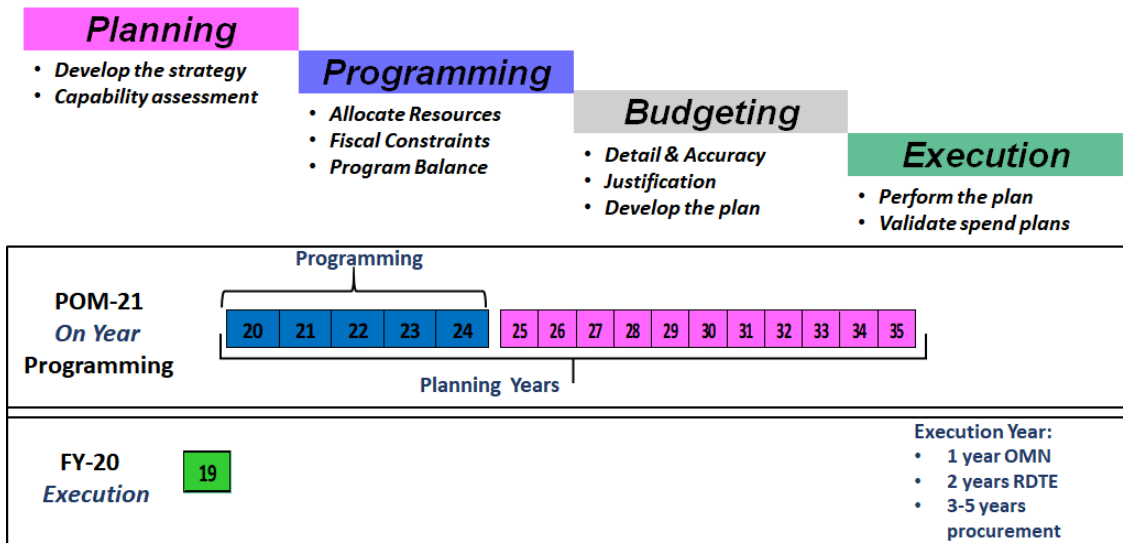 Planning
• Develop the strategy
• Capability assessment
Programming
• Allocate Resources
• Fiscal Constraints
• Program Balance
Budgeting
• Detail & Accuracy
• Justification
• Develop the plan
Execution
• Perform the plan
• Validate spend plans
POM-21
On Year
Programming
Programming
20 21 22 23 24 25 26 27 28 29 30 31 32 33 34 35
Planning Years
FY-20
Execution
19
Execution Year:
• 1 year OMN
• 2 years RDTE
• 3-5 years
procurement